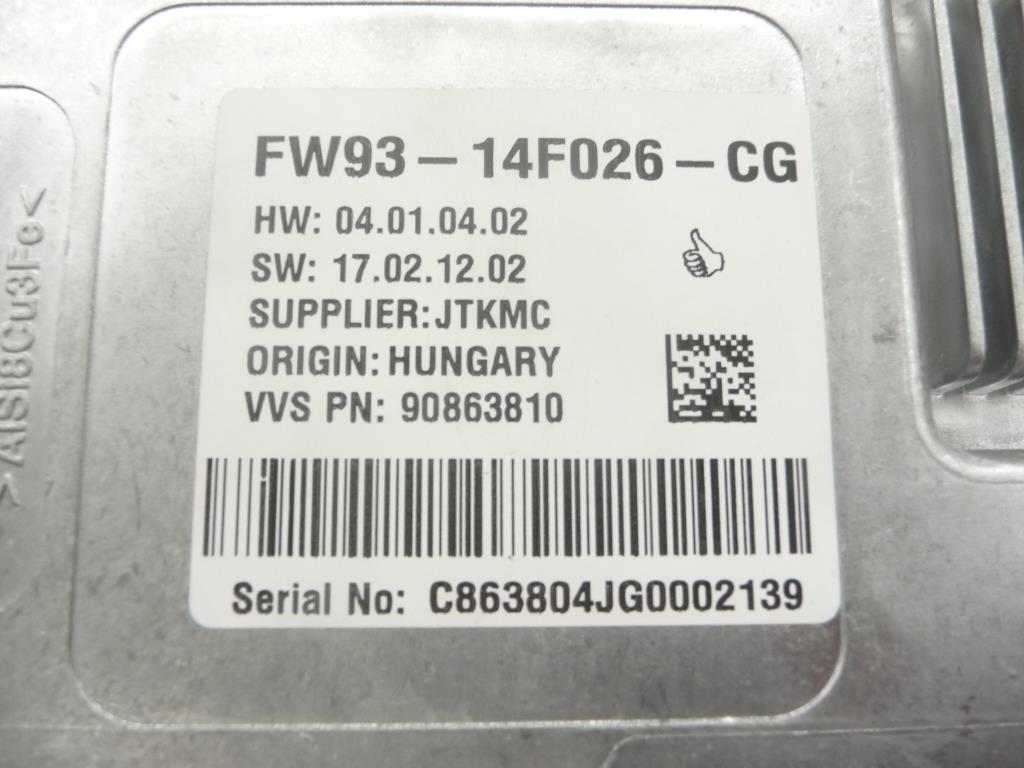 FW93-14F026-CG
HW: 04.01.04.02
SW: 17.02.12.02
SUPPLIER:JTKMC
ORIGIN: HUNGARY
VVS PN: 90863810
Serial No: C863804JG0002139
>AlSi8Cu3Fe<